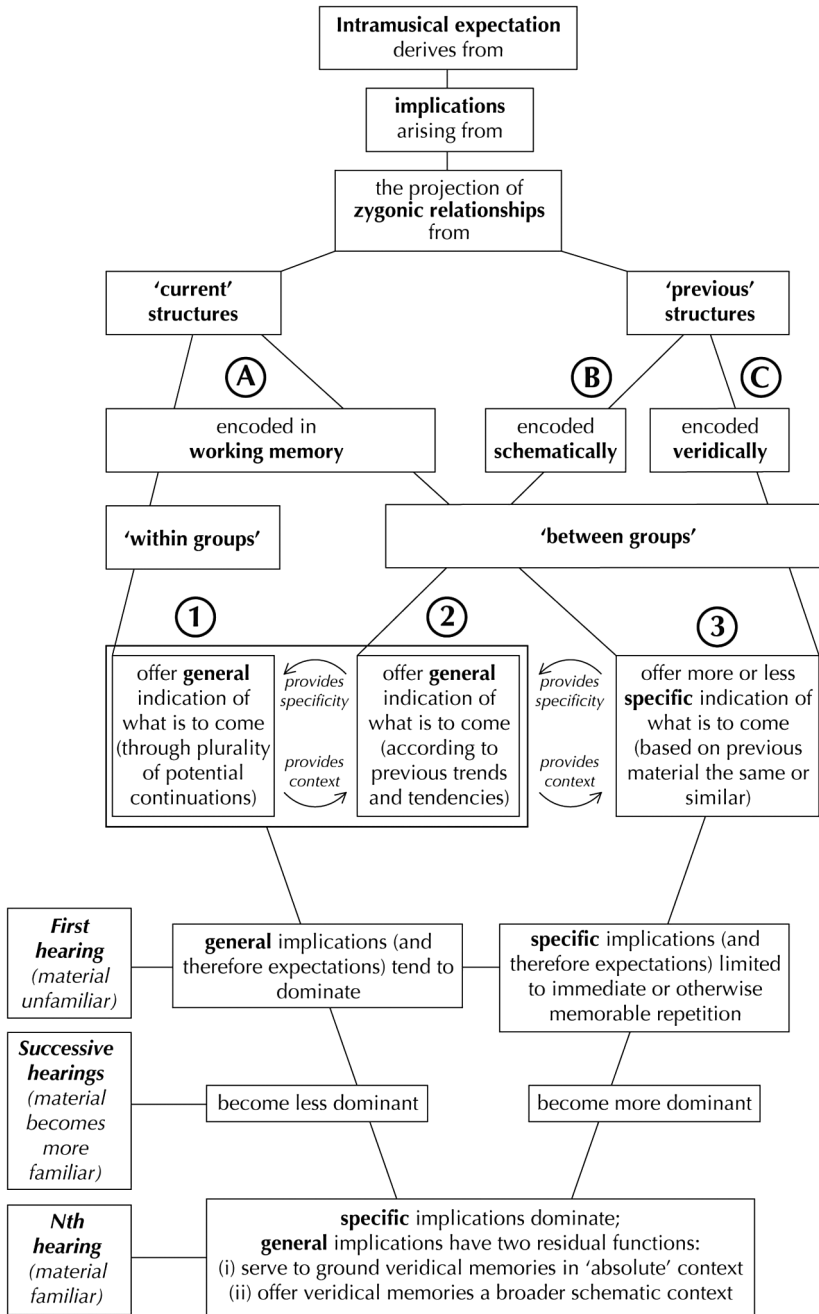 Intramusical expectation
derives from
implications
arising from
the projection of
zygonic relationships
from
‘current’
structures
‘previous’
structures
A
B
C
encoded in
working memory
encoded
schematically
encoded
veridically
‘within groups’
‘between groups’
1
2
3
offer general
indication of
what is to come
(through plurality
of potential
continuations)
provides
specificity
provides
context
offer general
indication of
what is to come
(according to
previous trends
and tendencies)
provides
specificity
provides
context
offer more or less
specific indication of
what is to come
(based on previous
material the same or
similar)
First
hearing
(material
unfamiliar)
general implications (and
therefore expectations) tend to
dominate
specific implications (and
therefore expectations) limited
to immediate or otherwise
memorable repetition
Successive
hearings
(material
becomes
more
familiar)
become less dominant
become more dominant
Nth
hearing
(material
familiar)
specific implications dominate;
general implications have two residual functions:
(i) serve to ground veridical memories in ‘absolute’ context
(ii) offer veridical memories a broader schematic context